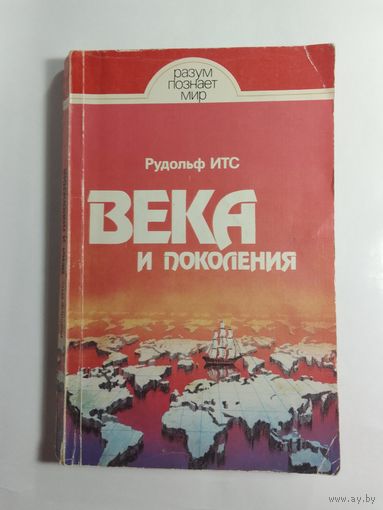 разум
познает
мир
Рудольф ИТС
ВЕКА
И ПОКОЛЕНИЯ
www.ay.by